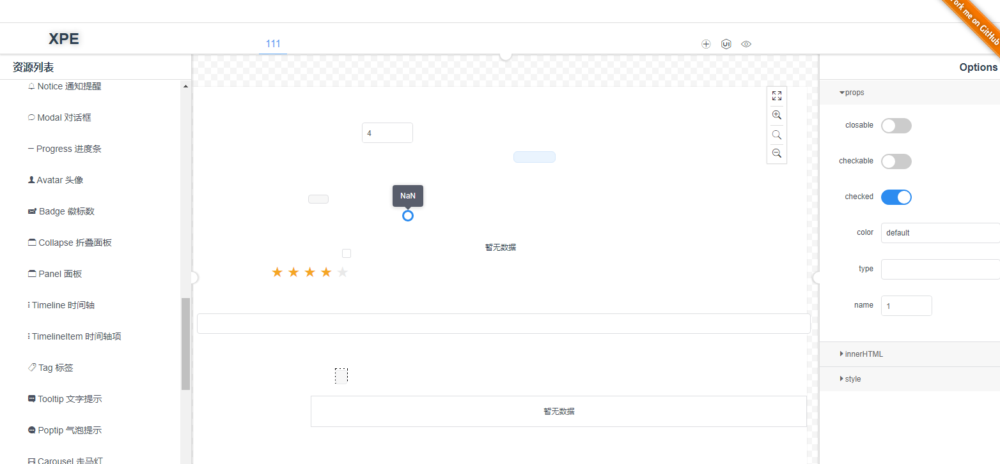 Fork me on GitHub
XPE
111
资源列表
Notice 通知提醒
Modal 对话框
Progress 进度条
Avatar 头像
Badge 徽标数
Collapse 折叠面板
Panel 面板
Timeline 时间轴
TimelineItem 时间轴项
Tag 标签
Tooltip 文字提示
Poptip 气泡提示
Carousel 走马灯
4
NaN
暂无数据
暂无数据
Options
props
closable
checkable
checked
color
default
type
name
1
innerHTML
style